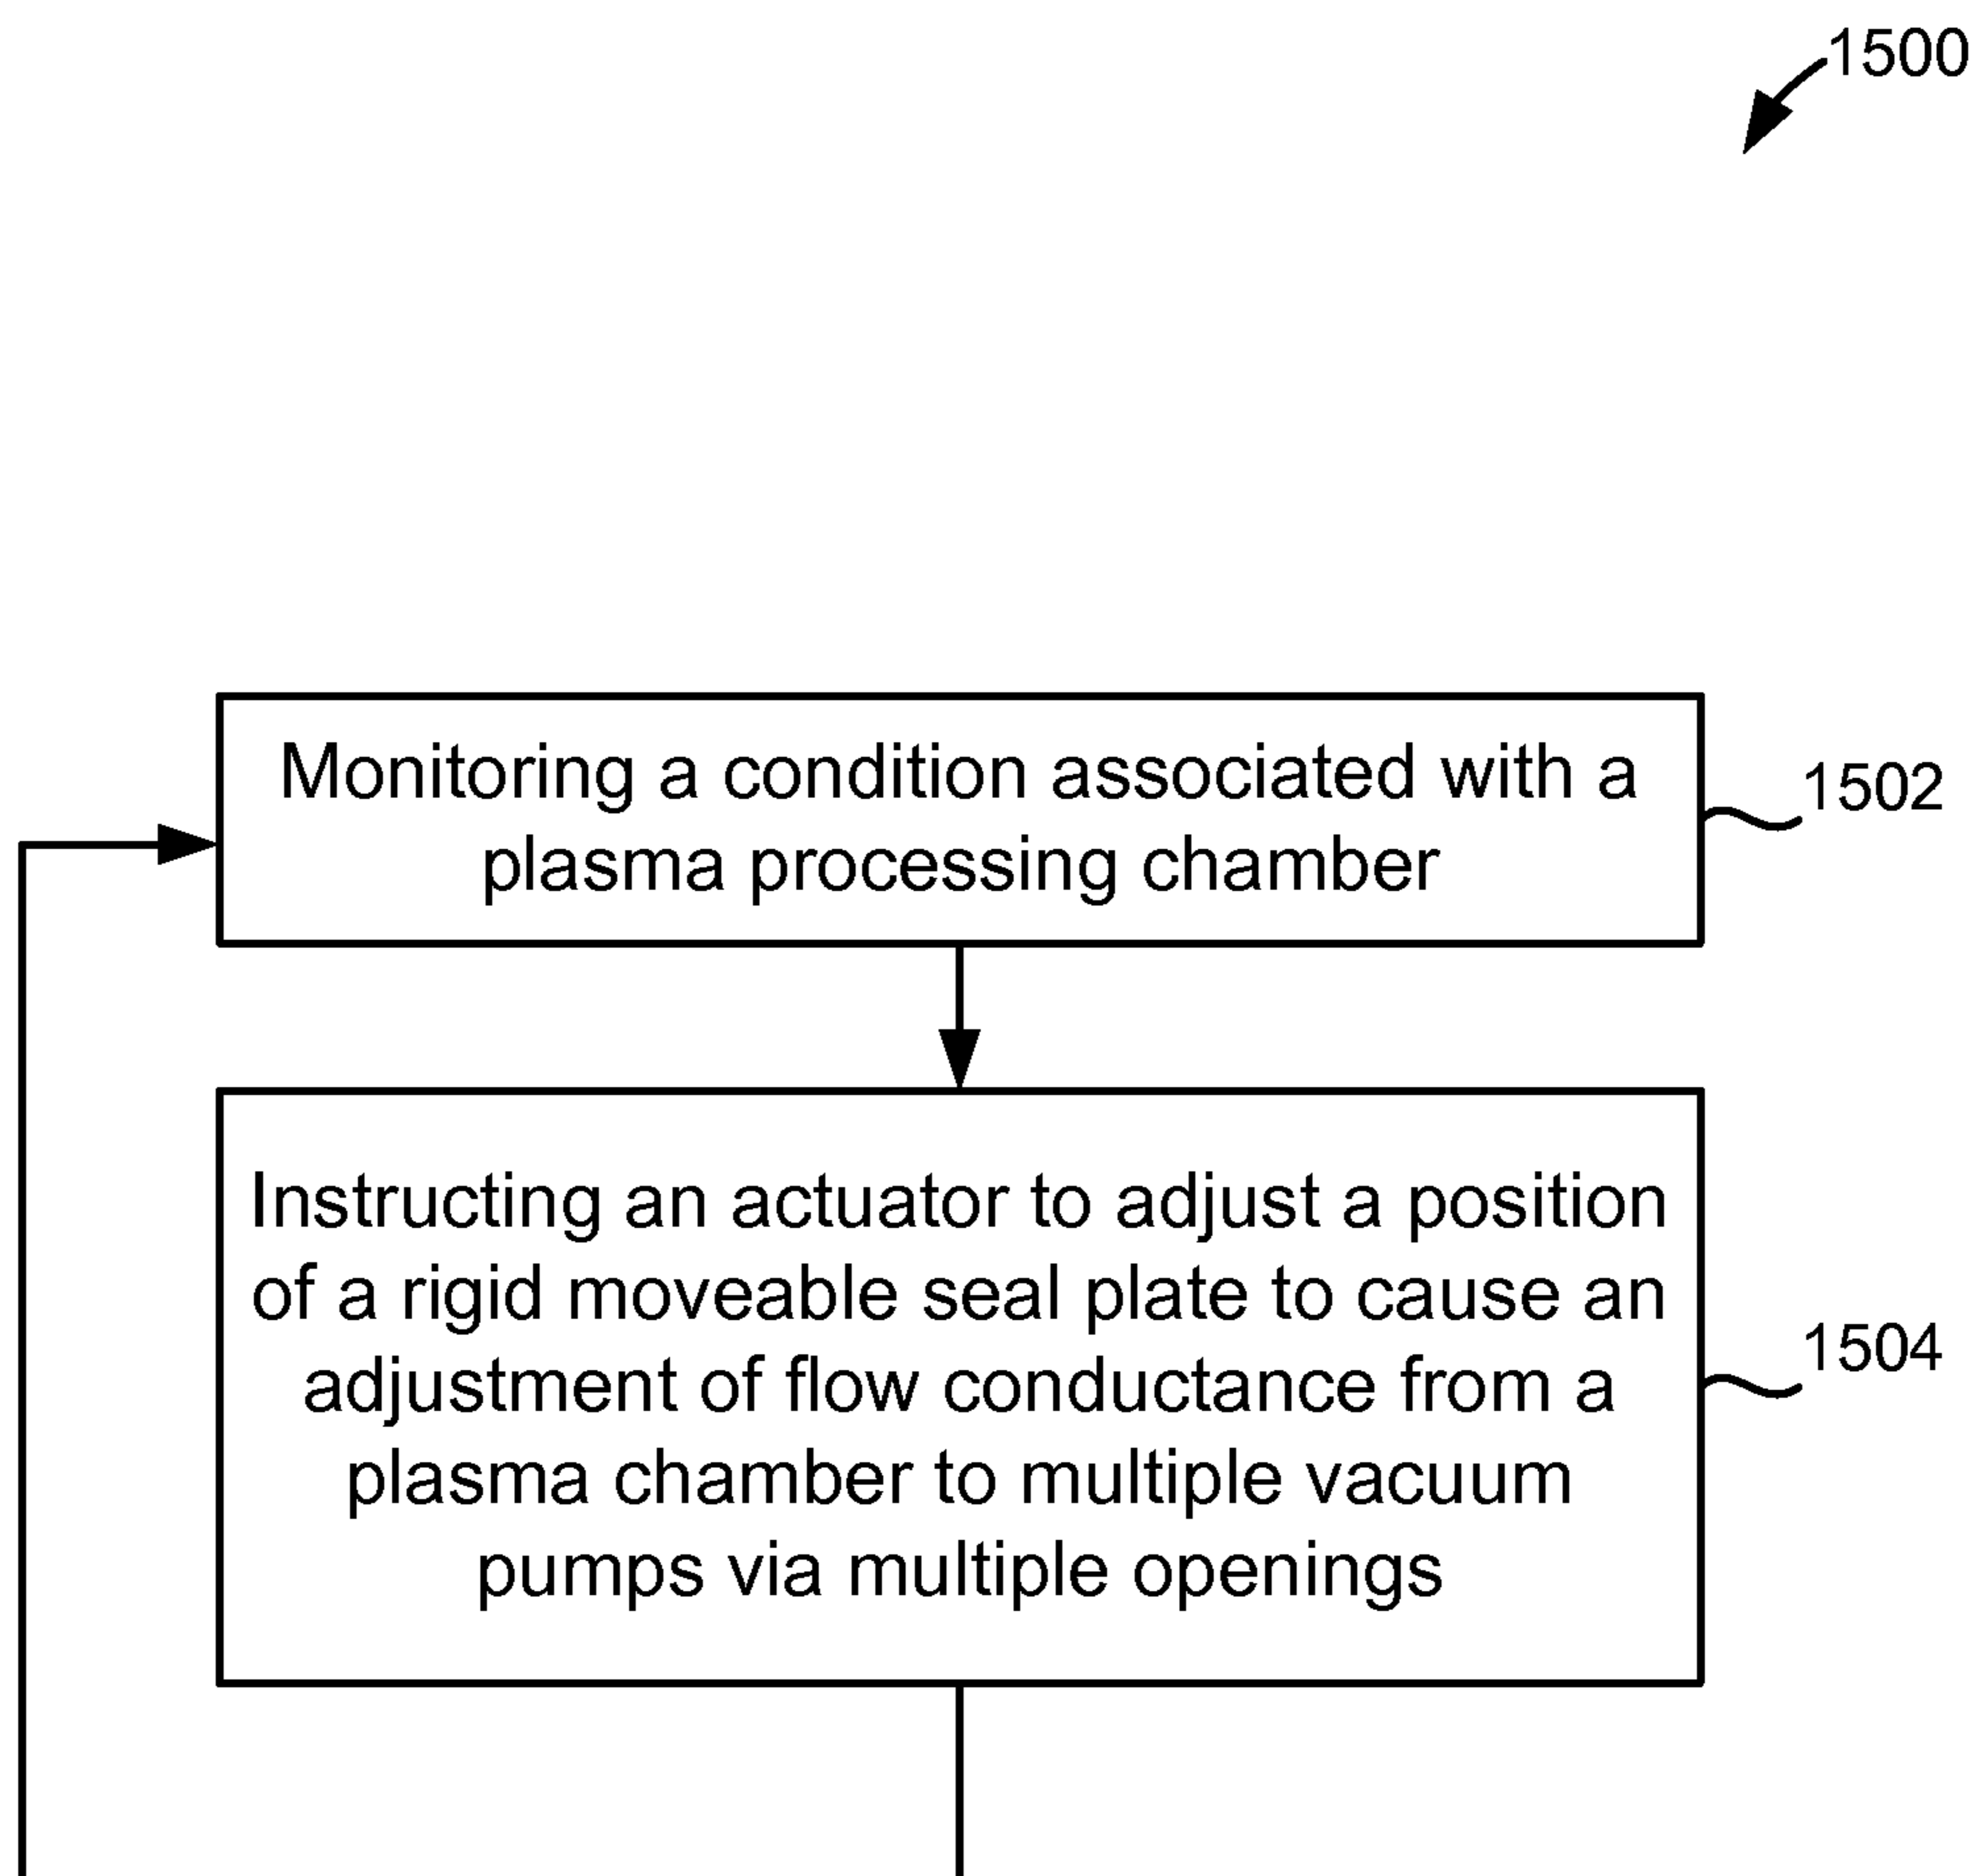 1500
Monitoring a condition associated with a
plasma processing chamber
1502
Instructing an actuator to adjust a position
of a rigid moveable seal plate to cause an
adjustment of flow conductance from a
plasma chamber to multiple vacuum
pumps via multiple openings
1504